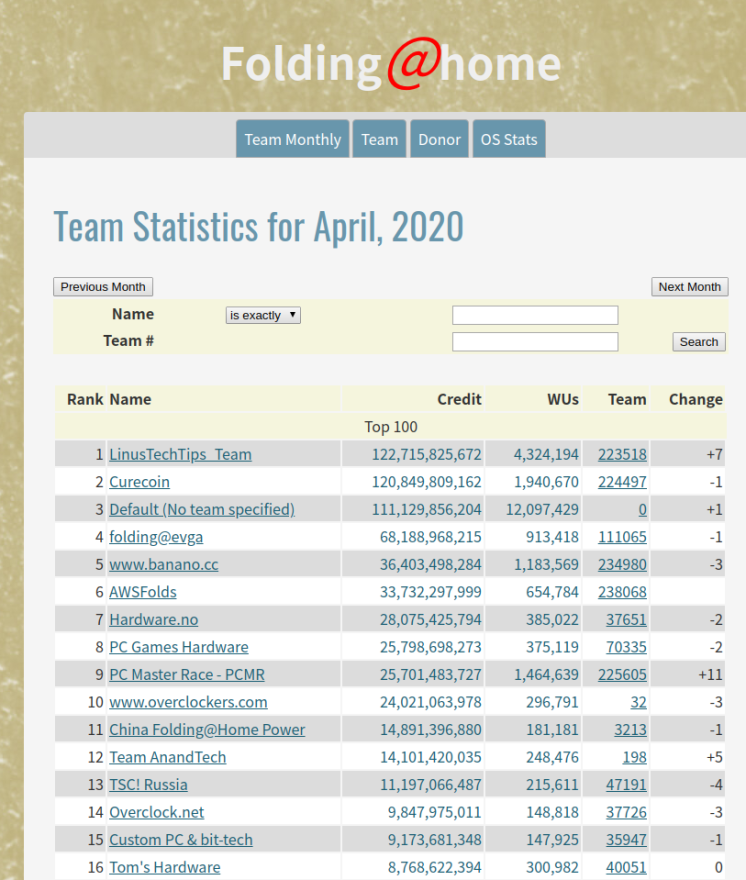 Folding@home
Team Monthly Team Donor OS Stats
Team Statistics for April, 2020
Previous Month Next Month
Name is exactly
Team # Search
Rank Name Credit WUs Team Change
Top 100
1 LinusTechTips_Team 122,715,825,672 4,324,194 223518 +7
2 Curecoin 120,849,809,162 1,940,670 224497 -1
3 Default (No team specified) 111,129,856,204 12,097,429 0 +1
4 folding@evga 68,188,968,215 913,418 111065 -1
5 www.banano.cc 36,403,498,284 1,183,569 234980 -3
6 AWSFolds 33,732,297,999 654,784 238068
7 Hardware.no 28,075,425,794 385,022 37651 -2
8 PC Games Hardware 25,798,698,273 375,119 70335 -2
9 PC Master Race - PCMR 25,701,483,727 1,464,639 225605 +11
10 www.overclockers.com 24,021,063,978 296,791 32 -3
11 China Folding@Home Power 14,891,396,880 181,181 3213 -1
12 Team AnandTech 14,101,420,035 248,476 198 +5
13 TSC! Russia 11,197,066,487 215,611 47191 -4
14 Overclock.net 9,847,975,011 148,818 37726 -3
15 Custom PC & bit-tech 9,173,681,348 147,925 35947 -1
16 Tom's Hardware 8,768,622,394 300,982 40051 0